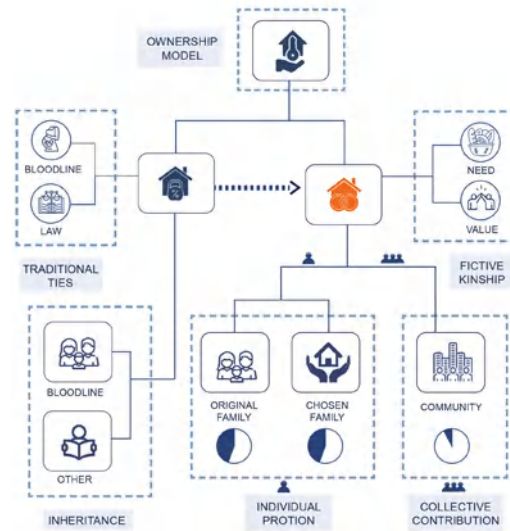 OWNERSHIP
MODEL
BLOODLINE
LAW
TRADITIONAL
TIES
NEED
VALUE
FICTIVE KINSHIP
BLOODLINE
OTHER
INHERITANCE
ORIGINAL
FAMILY
CHOSEN
FAMILY
INDIVIDUAL
PROTION
COMMUNITY
COLLECTIVE
CONTRIBUTION